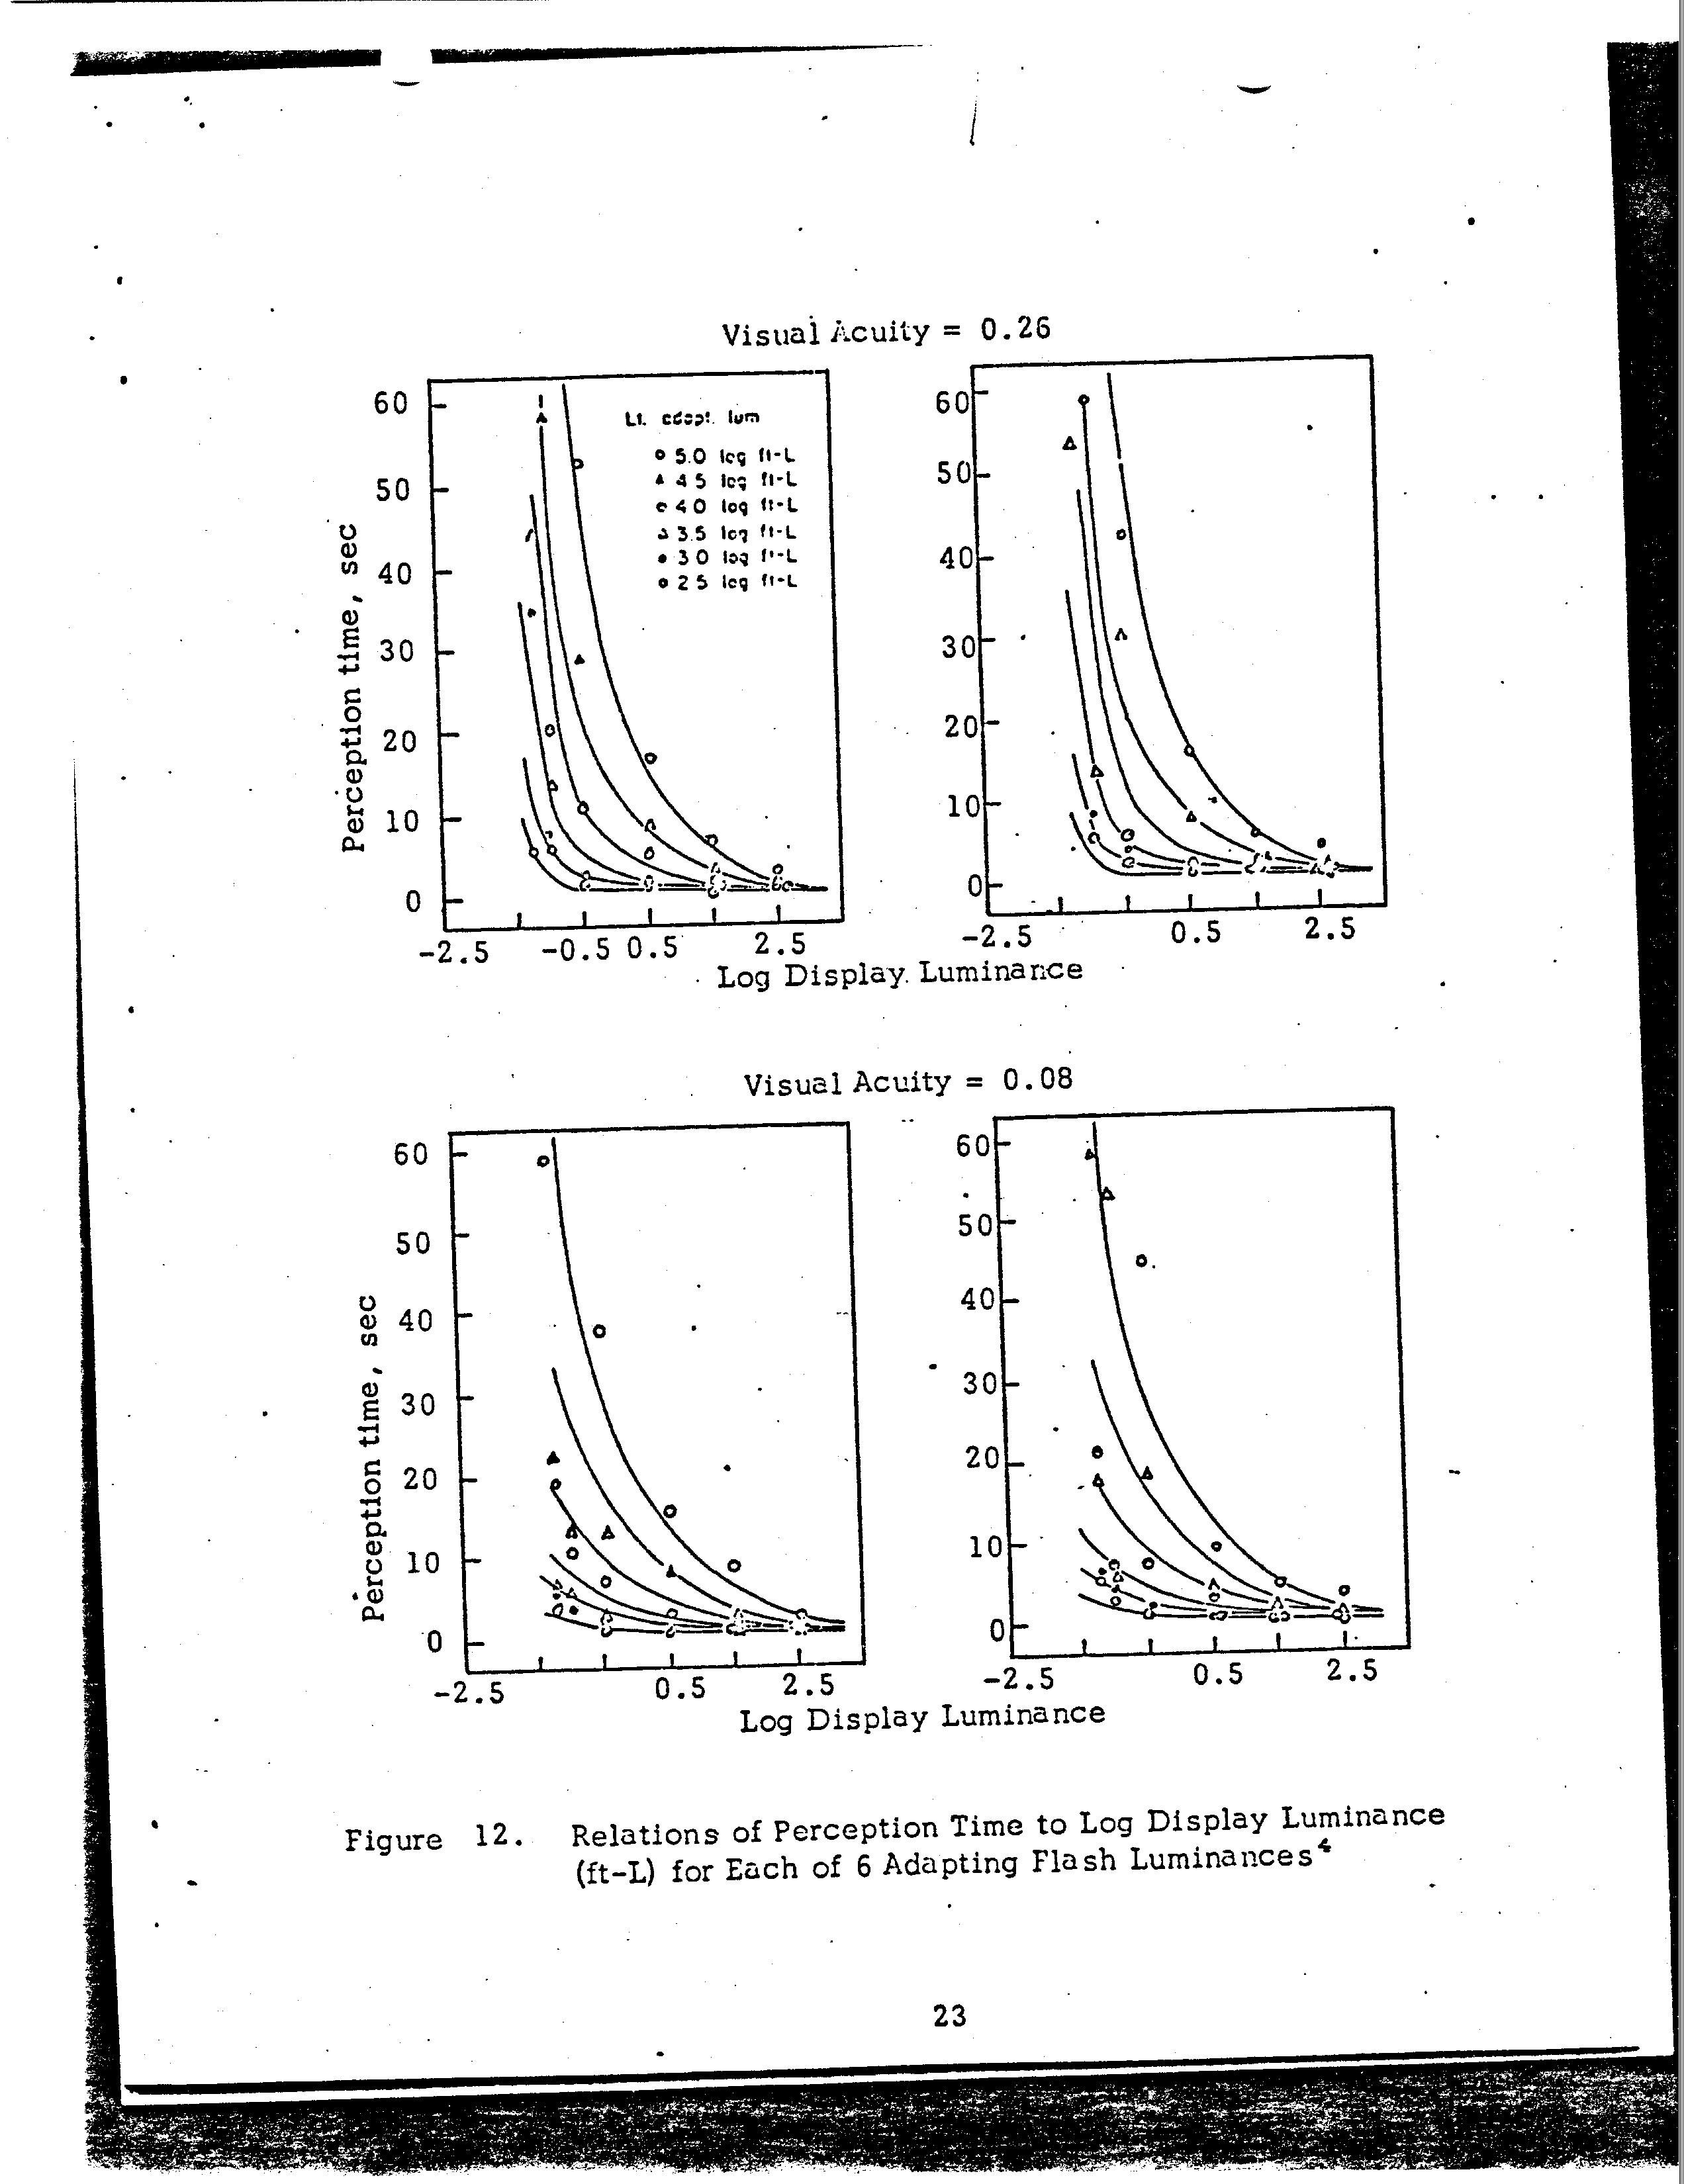 Visual Acuity = 0.26
60
50
40
30
20
10
0
Perception time, sec
Lt. adapt. lum
5.0 log ft-L
4.5 log ft-L
4.0 log ft-L
3.5 log ft-L
3.0 log ft-L
2.5 log ft-L
-2.5 -0.5 0.5 2.5
60
50
40
30
20
10
0
-2.5 0.5 2.5
Log Display Luminance
Visual Acuity = 0.08
60
50
40
30
20
10
0
Perception time, sec
-2.5 0.5 2.5
60
50
40
30
20
10
0
-2.5 0.5 2.5
Log Display Luminance
Figure 12. Relations of Perception Time to Log Display Luminance
(ft-L) for Each of 6 Adapting Flash Luminances⁴
23